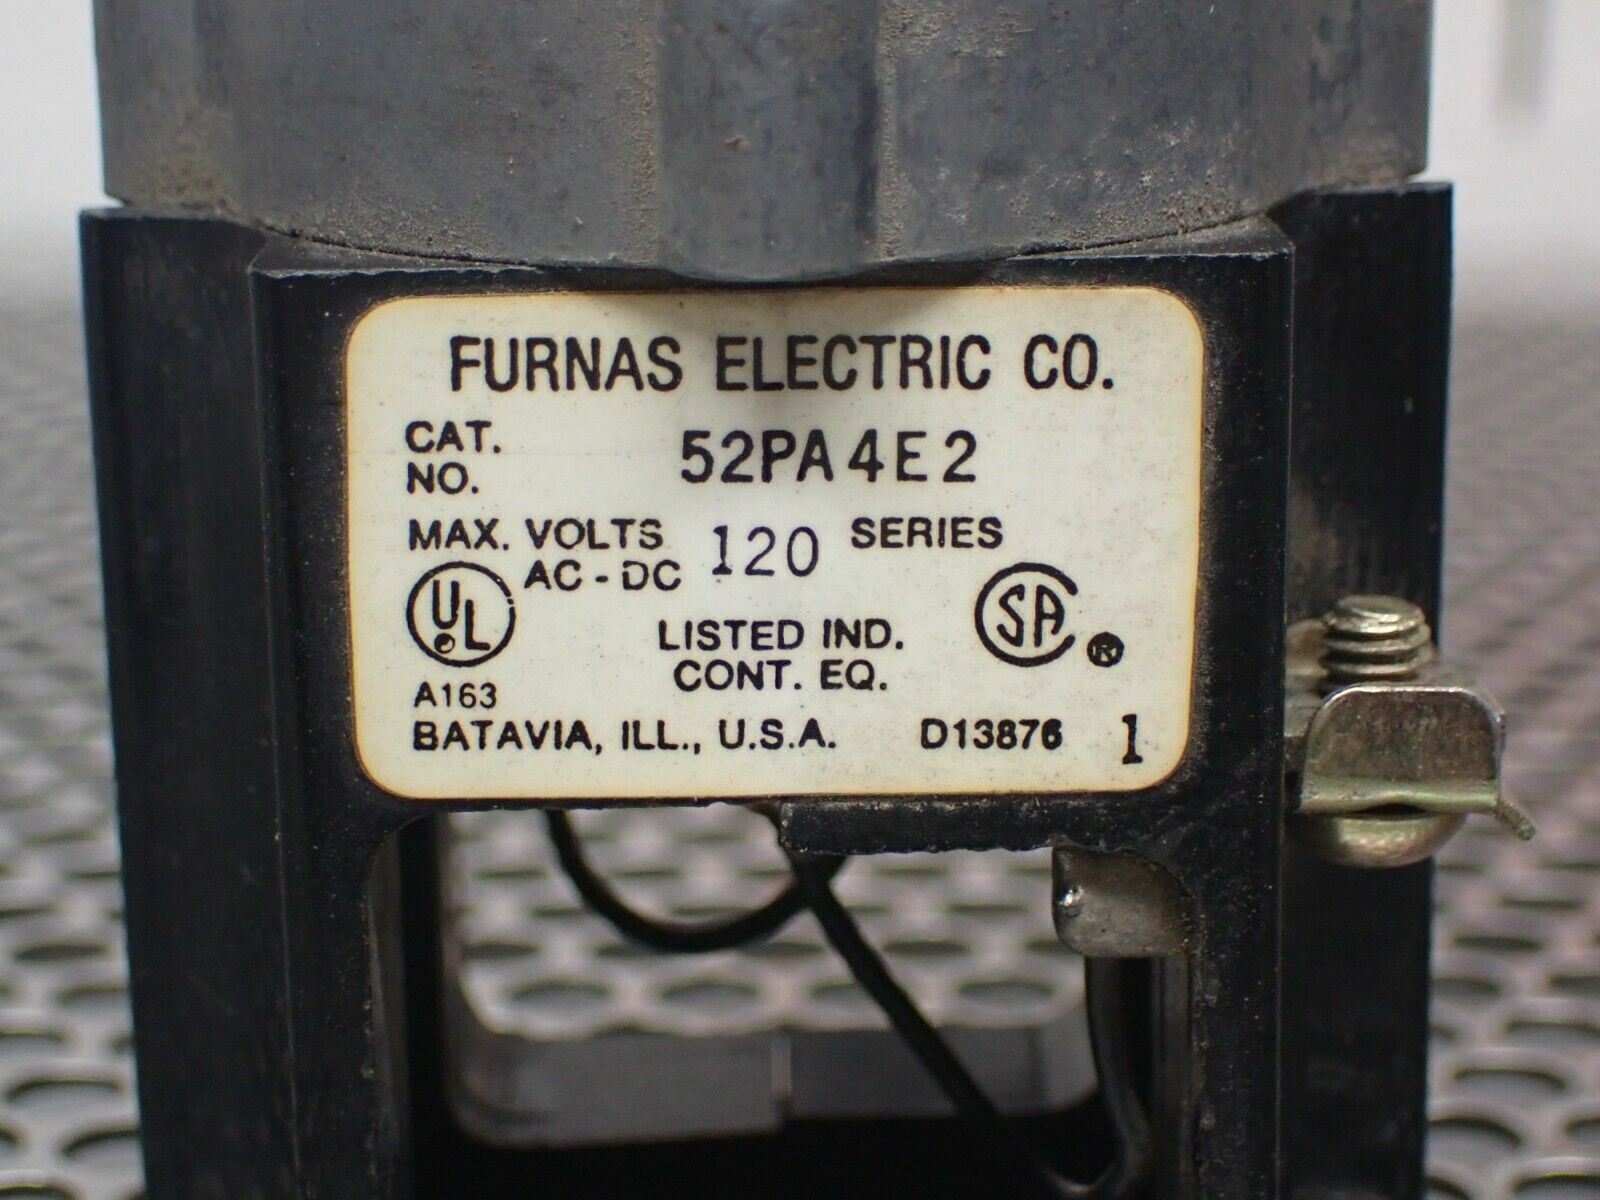 FURNAS ELECTRIC CO.
CAT. NO. 52PA4E2
MAX. VOLTS AC-DC 120 SERIES
UL LISTED IND. CONT. EQ. SA ®
A163
BATAVIA, ILL., U.S.A. D13876 1